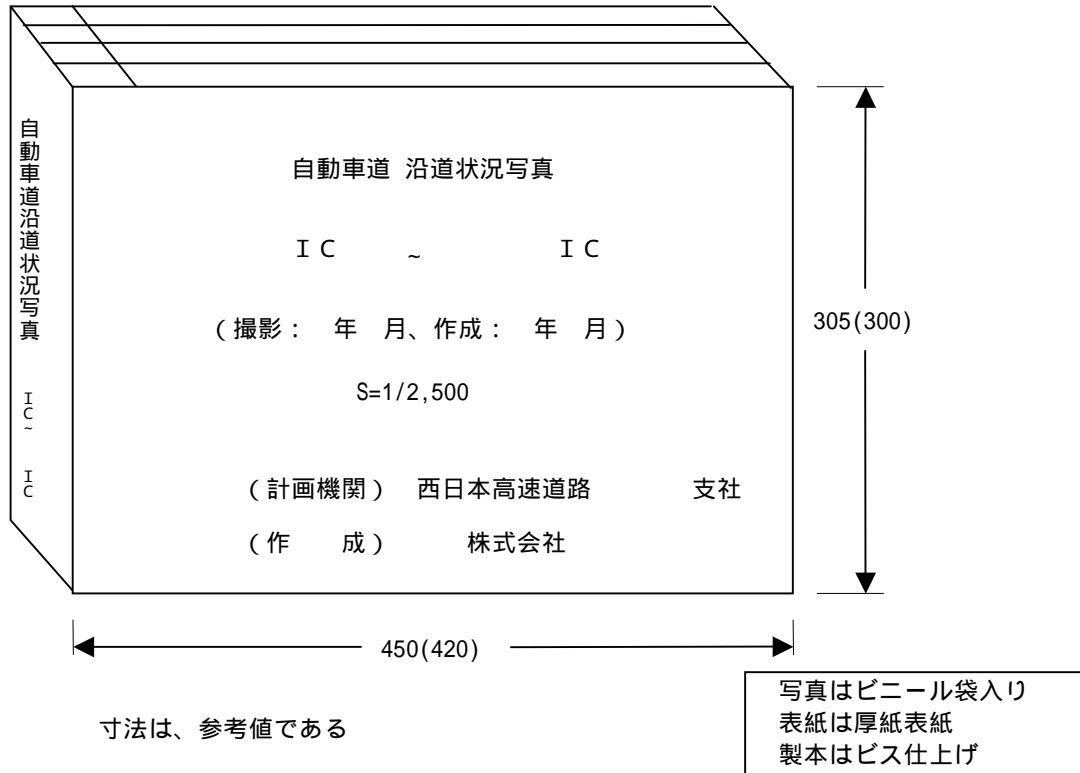 自動車道沿道状況写真　IC~　IC
自動車道 沿道状況写真
ＩＣ　~　ＩＣ
（撮影：　年　月、作成：　年　月）
S=1/2,500
（計画機関）　西日本高速道路　　　支社
（作　　成）　　株式会社
305(300)
450(420)
寸法は、参考値である
写真はビニール袋入り
表紙は厚紙表紙
製本はビス仕上げ